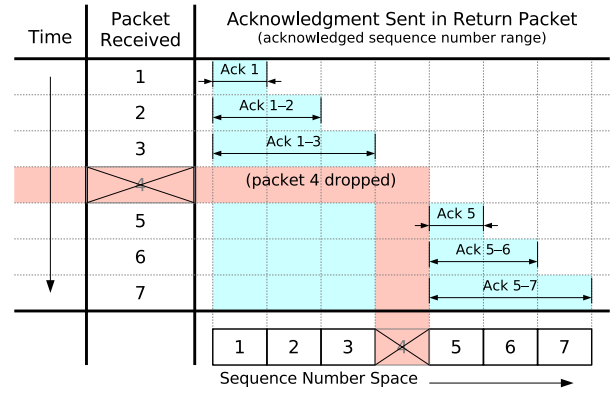 Time
Packet
Received
Acknowledgment Sent in Return Packet
(acknowledged sequence number range)
1
Ack 1
2
Ack 1–2
3
Ack 1–3
4
(packet 4 dropped)
5
Ack 5
6
Ack 5–6
7
Ack 5–7
1 2 3 4 5 6 7
Sequence Number Space